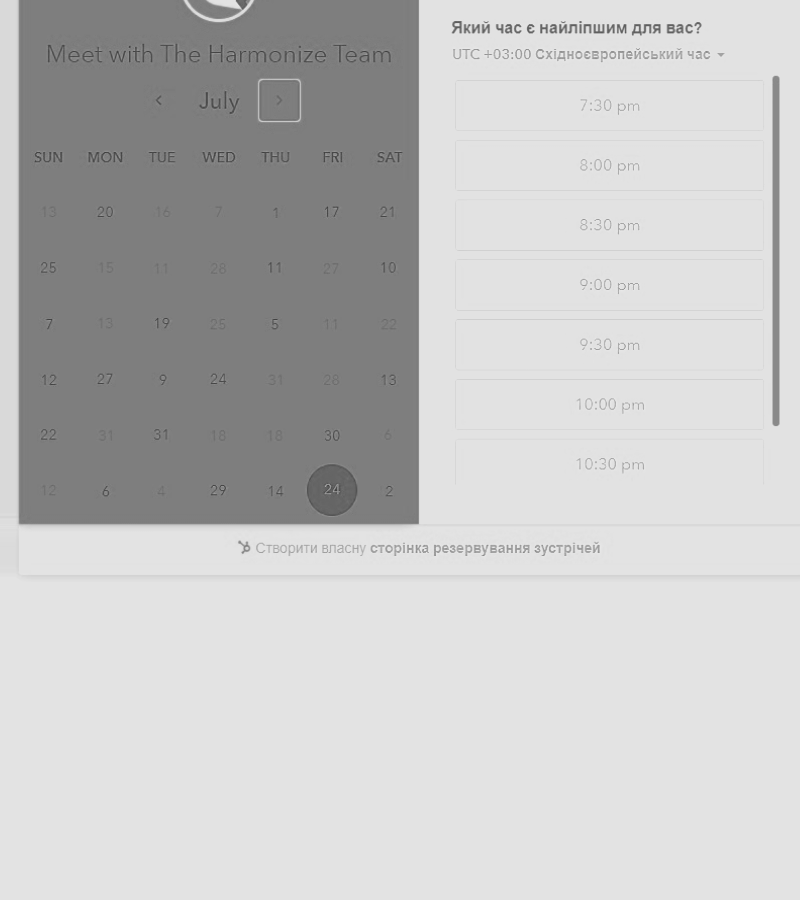 Meet with The Harmonize Team
July
SUN MON TUE WED THU FRI SAT
13 20 16 7 1 17 21
25 15 11 28 11 27 10
7 13 19 25 5 11 22
12 27 9 24 31 28 13
22 31 31 18 18 30 6
12 6 4 29 14 24 2
Який час є найліпшим для вас?
UTC +03:00 Східноєвропейський час
7:30 pm
8:00 pm
8:30 pm
9:00 pm
9:30 pm
10:00 pm
10:30 pm
Створити власну сторінка резервування зустрічей